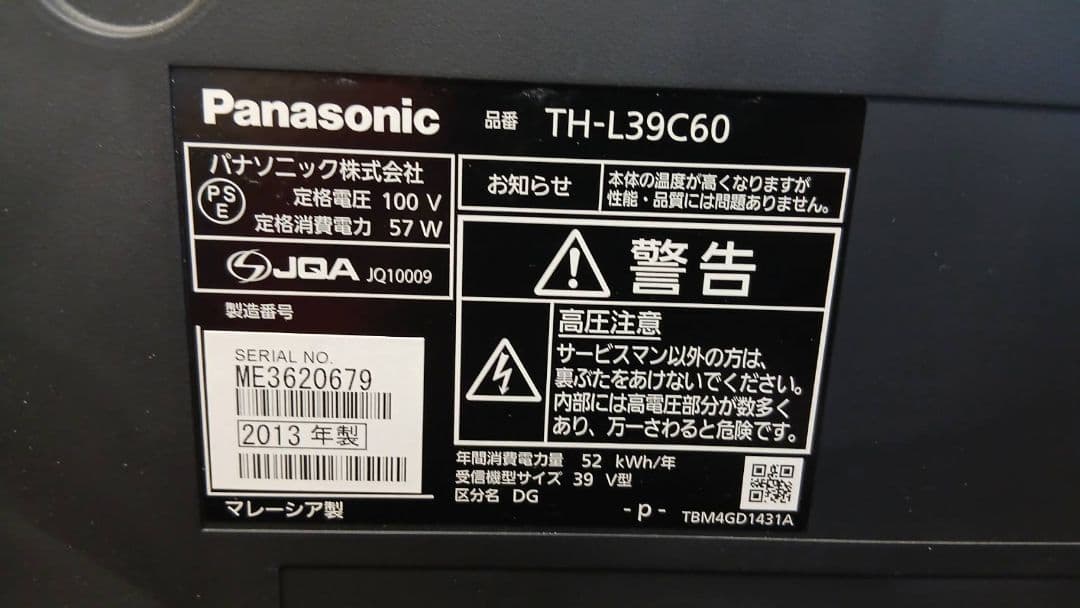 Panasonic 品番 TH-L39C60
パナソニック株式会社
PSE 定格電圧 100 V
定格消費電力 57 W
JQA JQ10009
製造番号
SERIAL NO.
ME3620679
2013 年製
マレーシア製
お知らせ
本体の温度が高くなりますが
性能・品質には問題ありません。
警告
高圧注意
サービスマン以外の方は、
裏ぶたをあけないでください。
内部には高電圧部分が数多く
あり、万一さわると危険です。
年間消費電力量 52 kWh/年
受信機型サイズ 39 V型
区分名 DG
-p- TBM4GD1431A